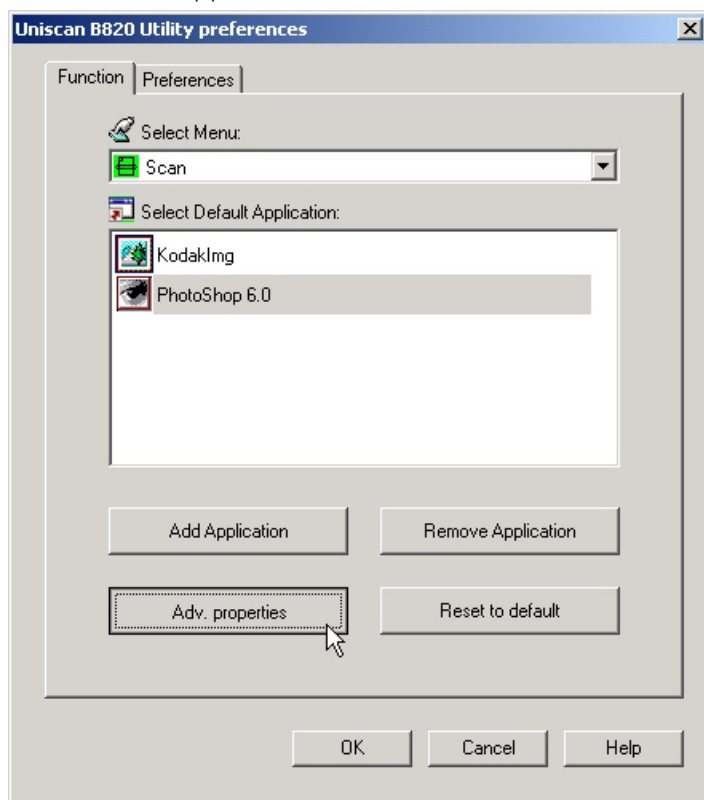 Uniscan B820 Utility preferences
Function Preferences
Select Menu:
Scan
Select Default Application:
KodakImg
PhotoShop 6.0
Add Application Remove Application
Adv. properties Reset to default
OK Cancel Help